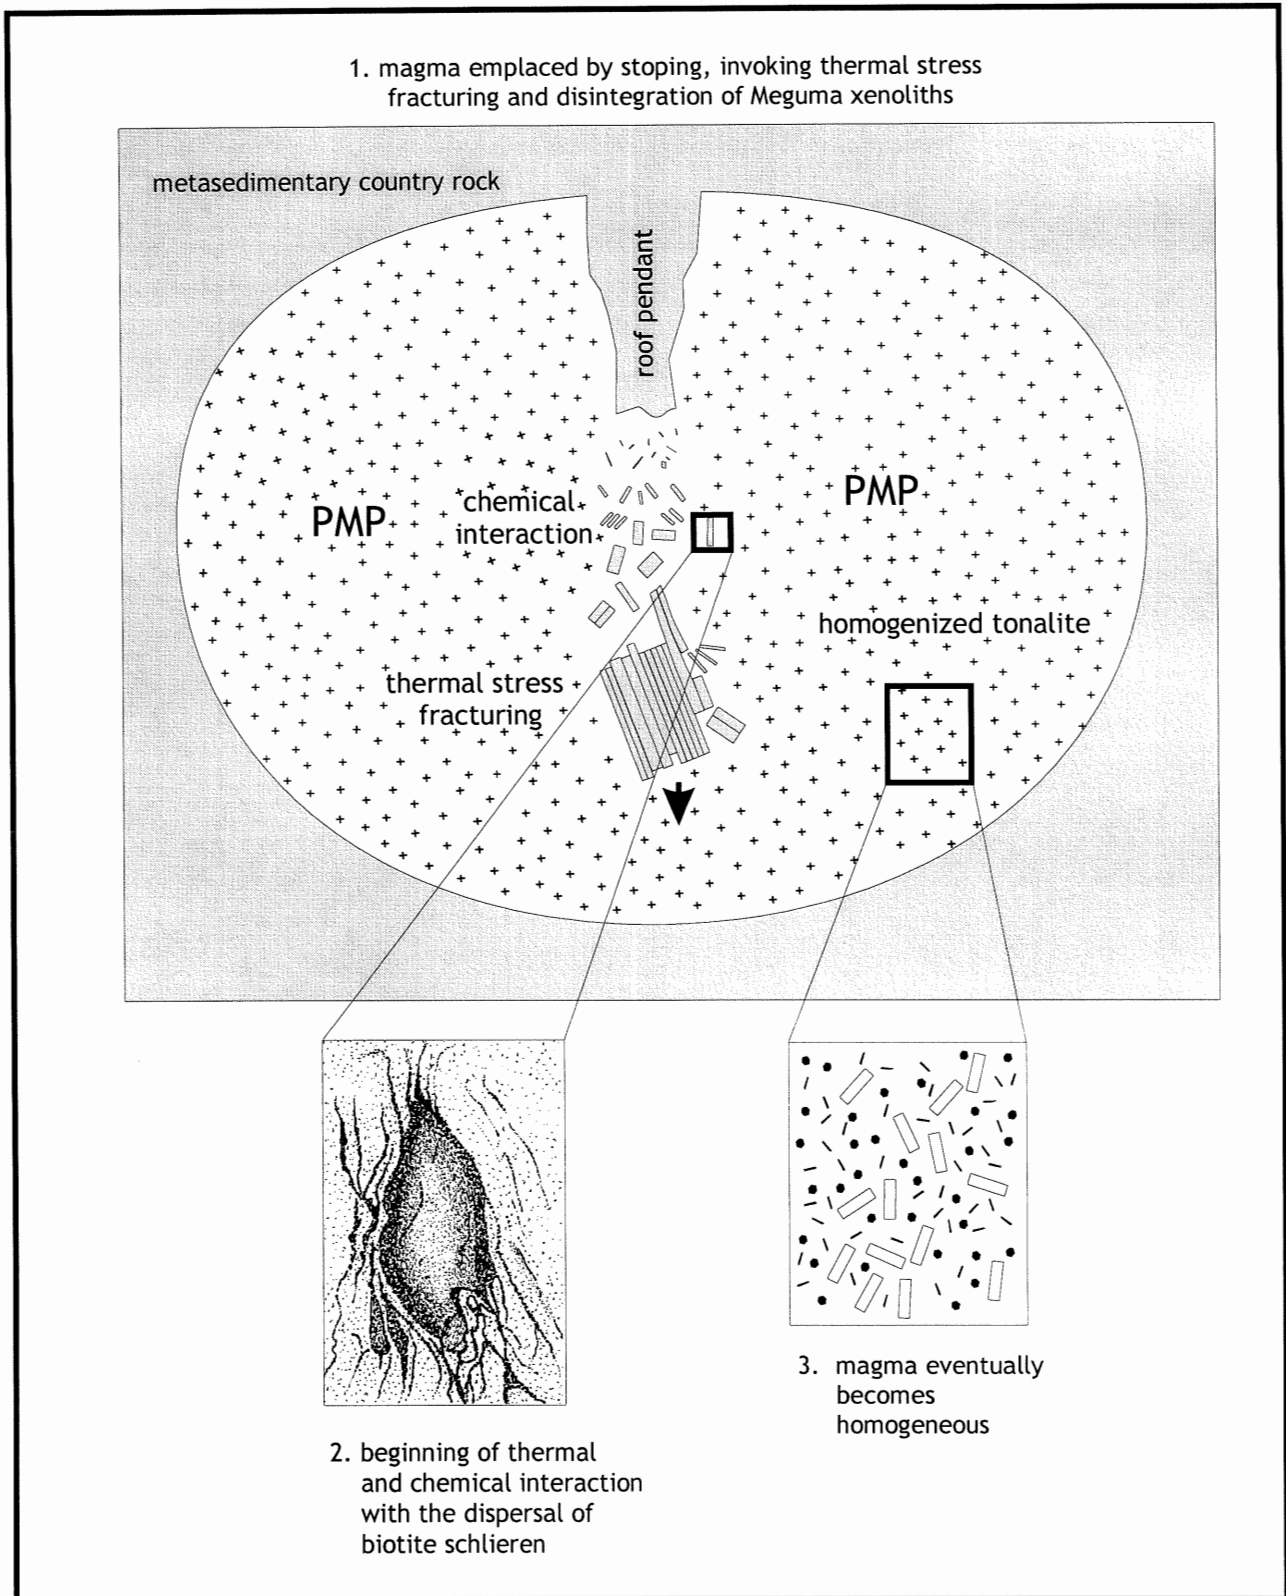 1. magma emplaced by stoping, invoking thermal stress
fracturing and disintegration of Meguma xenoliths
metasedimentary country rock
roof pendant
PMP
chemical
interaction
PMP
homogenized tonalite
thermal stress
fracturing
2. beginning of thermal
and chemical interaction
with the dispersal of
biotite schlieren
3. magma eventually
becomes
homogeneous